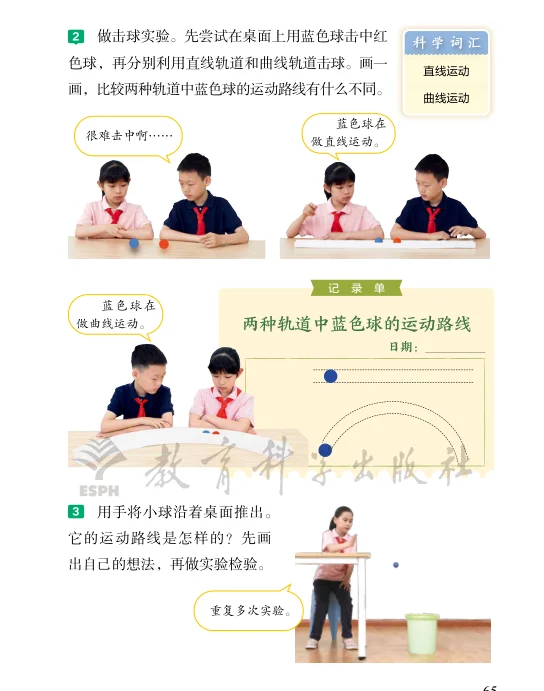 2 做击球实验。先尝试在桌面上用蓝色球击中红
色球，再分别利用直线轨道和曲线轨道击球。画一
画，比较两种轨道中蓝色球的运动路线有什么不同。
科学词汇
直线运动
曲线运动
很难击中啊……
蓝色球在
做直线运动。
蓝色球在
做曲线运动。
记录单
两种轨道中蓝色球的运动路线
日期：
教育科学出版社
ESPH
3 用手将小球沿着桌面推出。
它的运动路线是怎样的？先画
出自己的想法，再做实验检验。
重复多次实验。
65